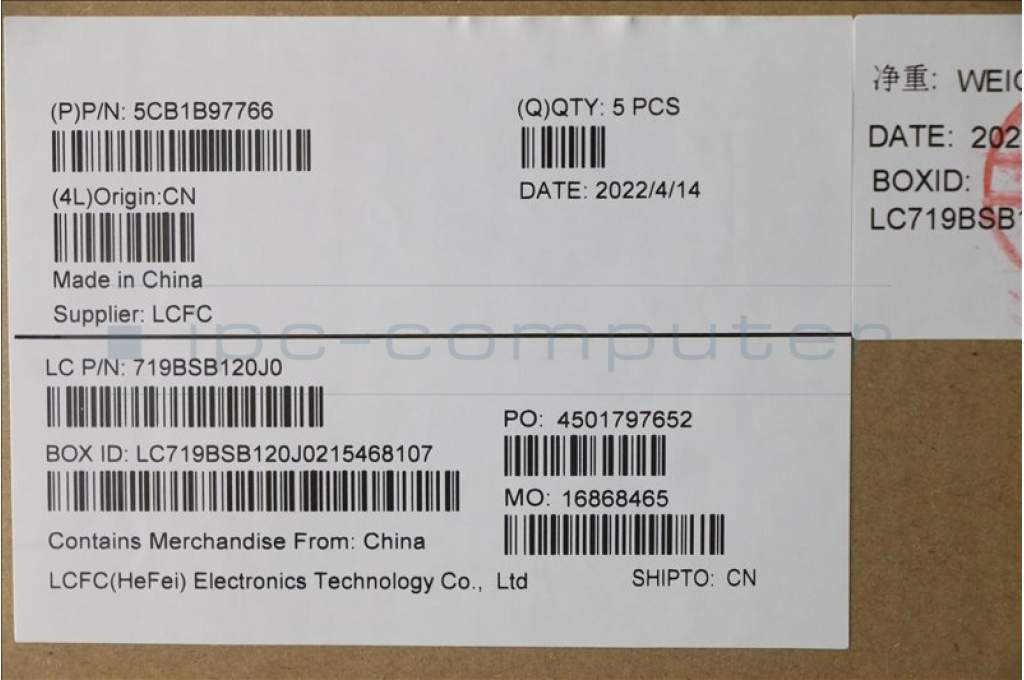 (P)P/N: 5CB1B97766
(Q)QTY: 5 PCS
(4L)Origin:CN
DATE: 2022/4/14
Made in China
Supplier: LCFC
ipc-computer
LC P/N: 719BSB120J0
PO: 4501797652
BOX ID: LC719BSB120J0215468107
MO: 16868465
Contains Merchandise From: China
LCFC(HeFei) Electronics Technology Co., Ltd
SHIPTO: CN
净重:
DATE: 202
BOXID:
LC719BSB1